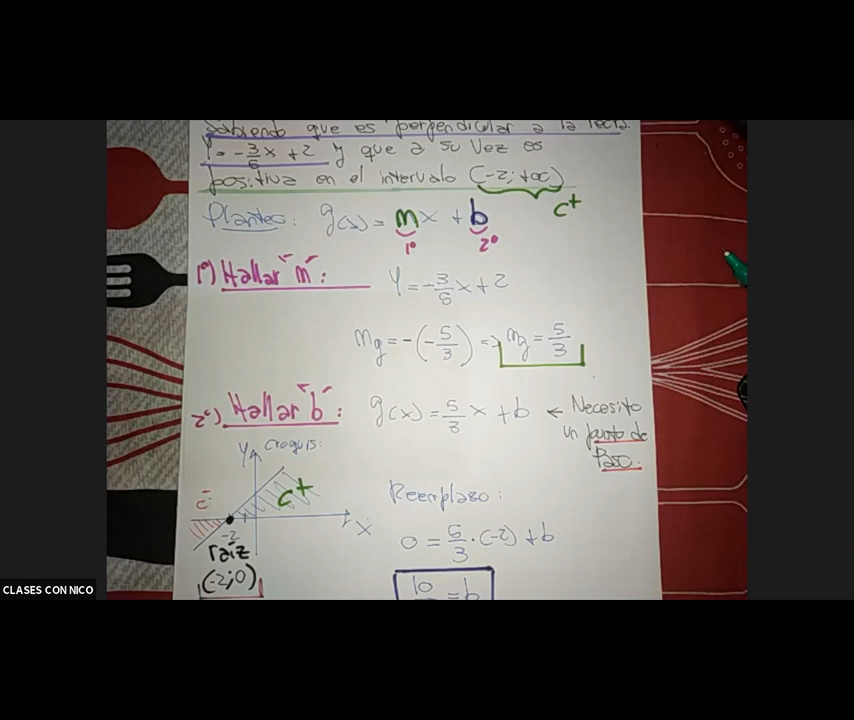 sabiendo que es perpendicular a la recta
Y = -3/5 x + 2 y que a su vez es
positiva en el intervalo (-2; +∞)
C+
Planteo: g(x) = mx + b
1° 2°
1°) Hallar "m": Y = -3/5 x + 2
mg = -(-5/3) => mg = 5/3
2°) Hallar "b": g(x) = 5/3 x + b ← Necesito
un punto de
Paso.
Y croquis:
C- C+
Reemplazo:
X
-2
raíz
0 = 5/3 · (-2) + b
(-2;0)
10
= b
CLASES CON NICO